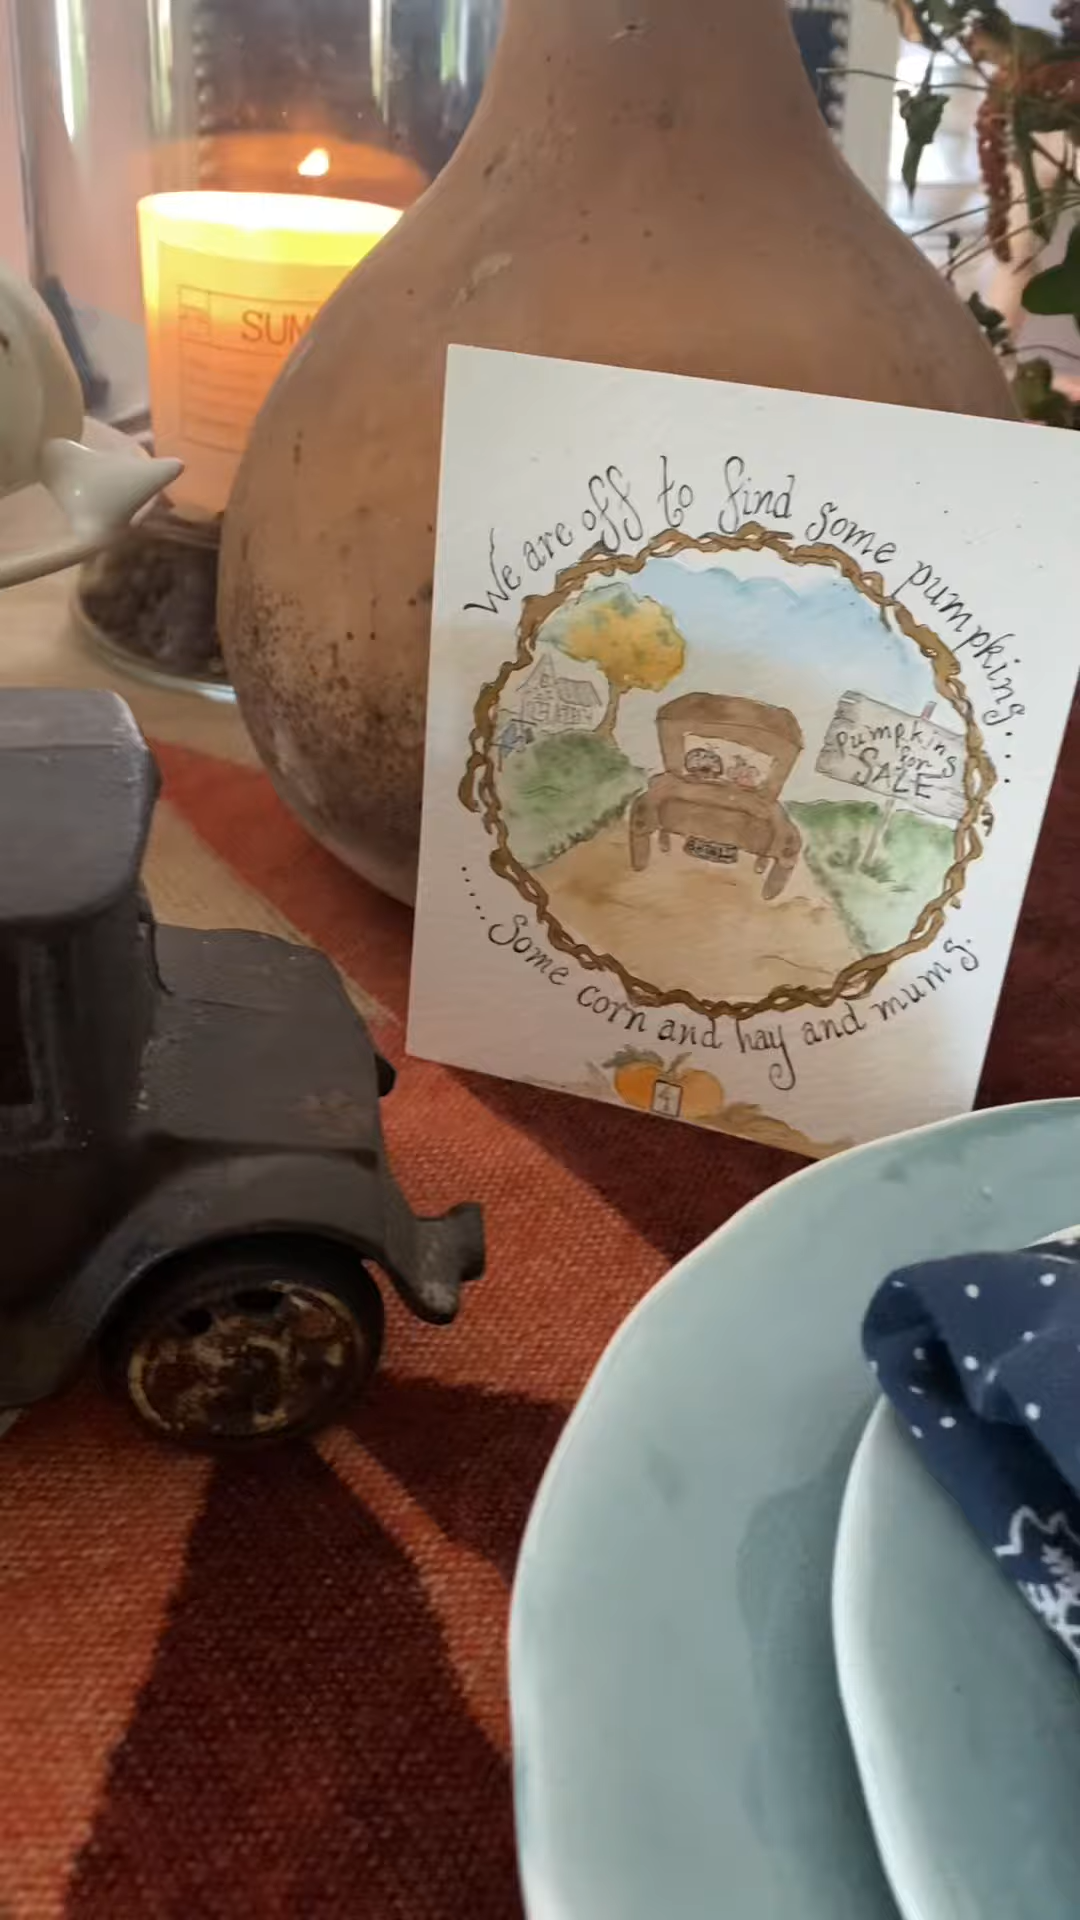 SUM
We are off to find some pumpkins...
Pumpkins
for
SALE
.....Some corn and hay and mums.
4